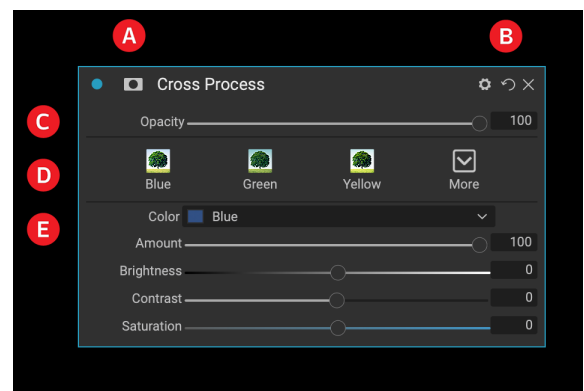 A
B
Cross Process
C
Opacity 100
D
Blue Green Yellow More
E
Color Blue
Amount 100
Brightness 0
Contrast 0
Saturation 0